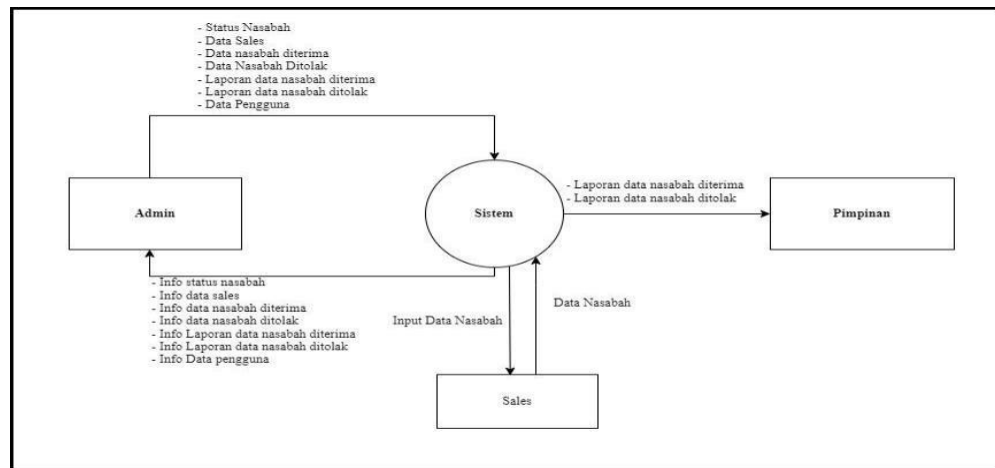 - Status Nasabah
- Data Sales
- Data nasabah diterima
- Data Nasabah Ditolak
- Laporan data nasabah diterima
- Laporan data nasabah ditolak
- Data Pengguna
Admin
Sistem
- Laporan data nasabah diterima
- Laporan data nasabah ditolak
Pimpinan
- Info status nasabah
- Info data sales
- Info data nasabah diterima
- Info data nasabah ditolak
- Info Laporan data nasabah diterima
- Info Laporan data nasabah ditolak
- Info Data pengguna
Input Data Nasabah
Data Nasabah
Sales